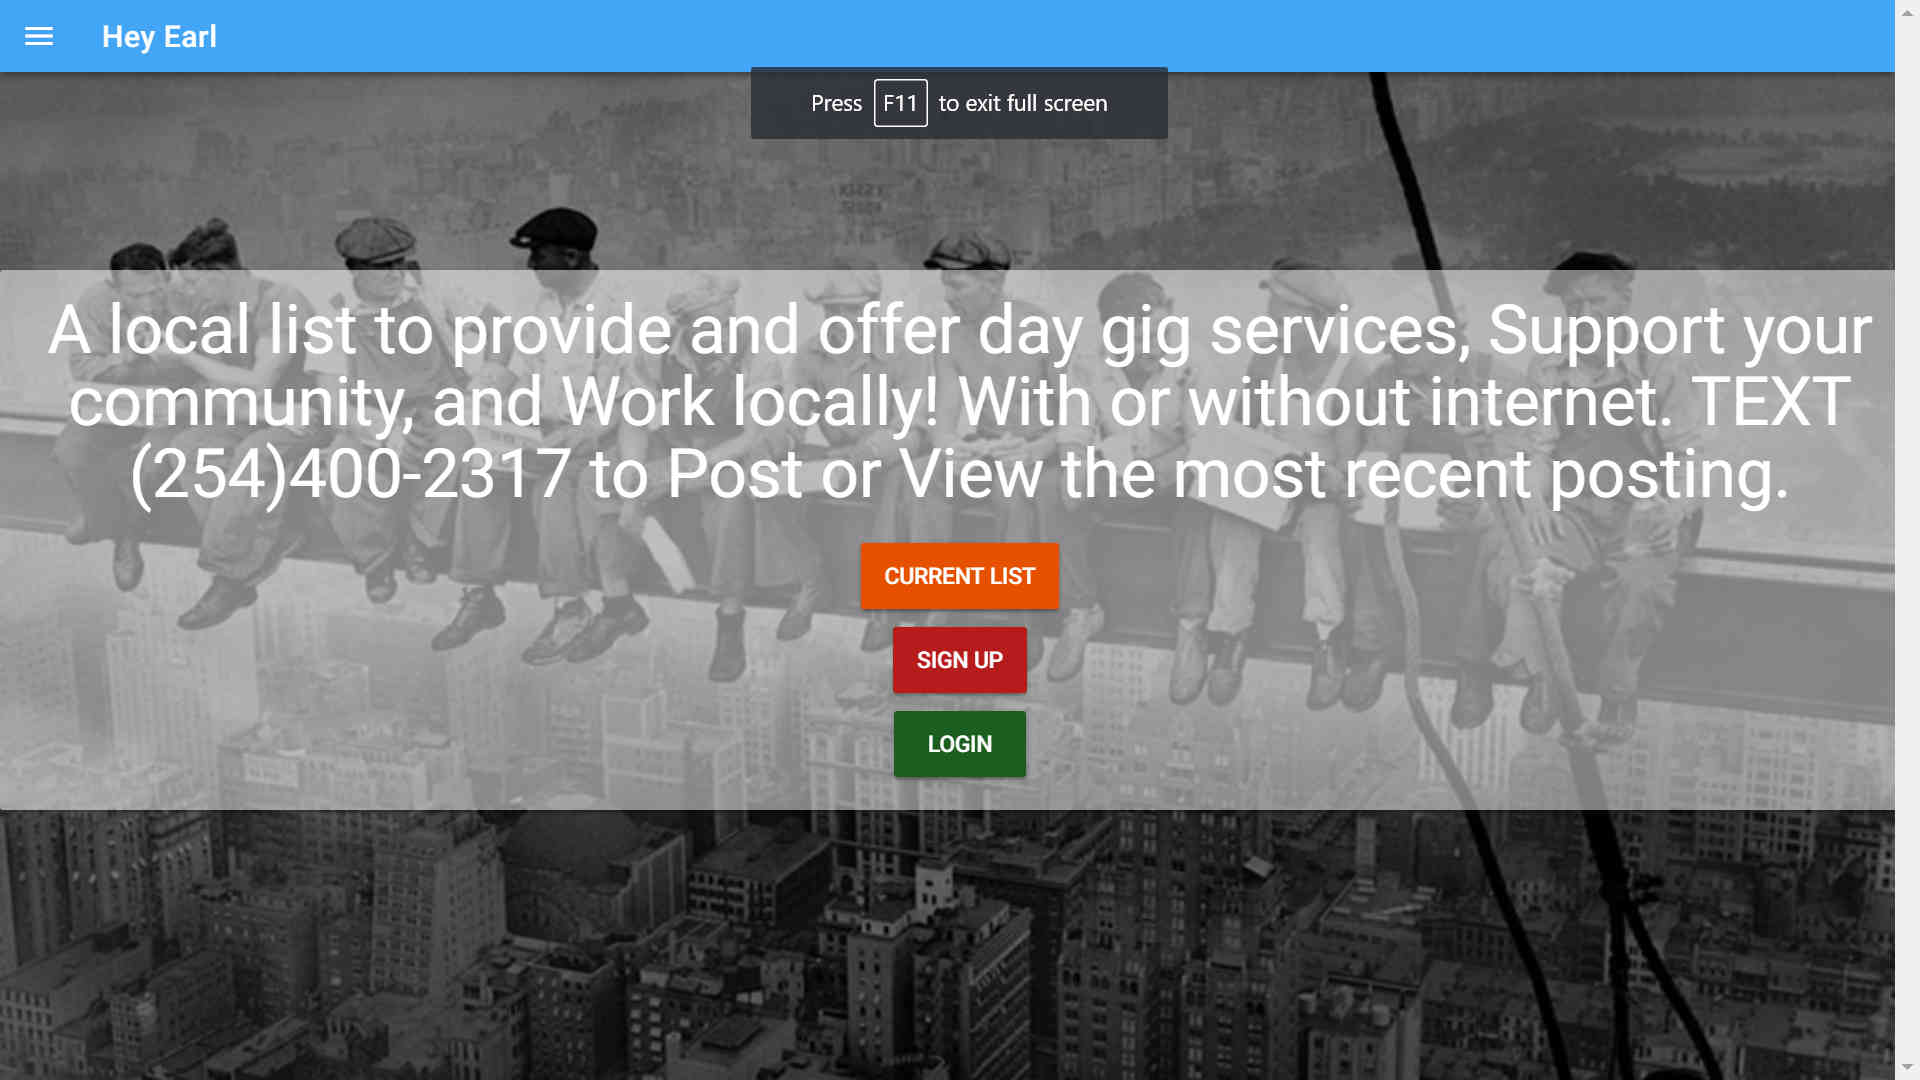 Hey Earl
Press F11 to exit full screen
A local list to provide and offer day gig services, Support your
community, and Work locally! With or without internet. TEXT
(254)400-2317 to Post or View the most recent posting.
CURRENT LIST
SIGN UP
LOGIN